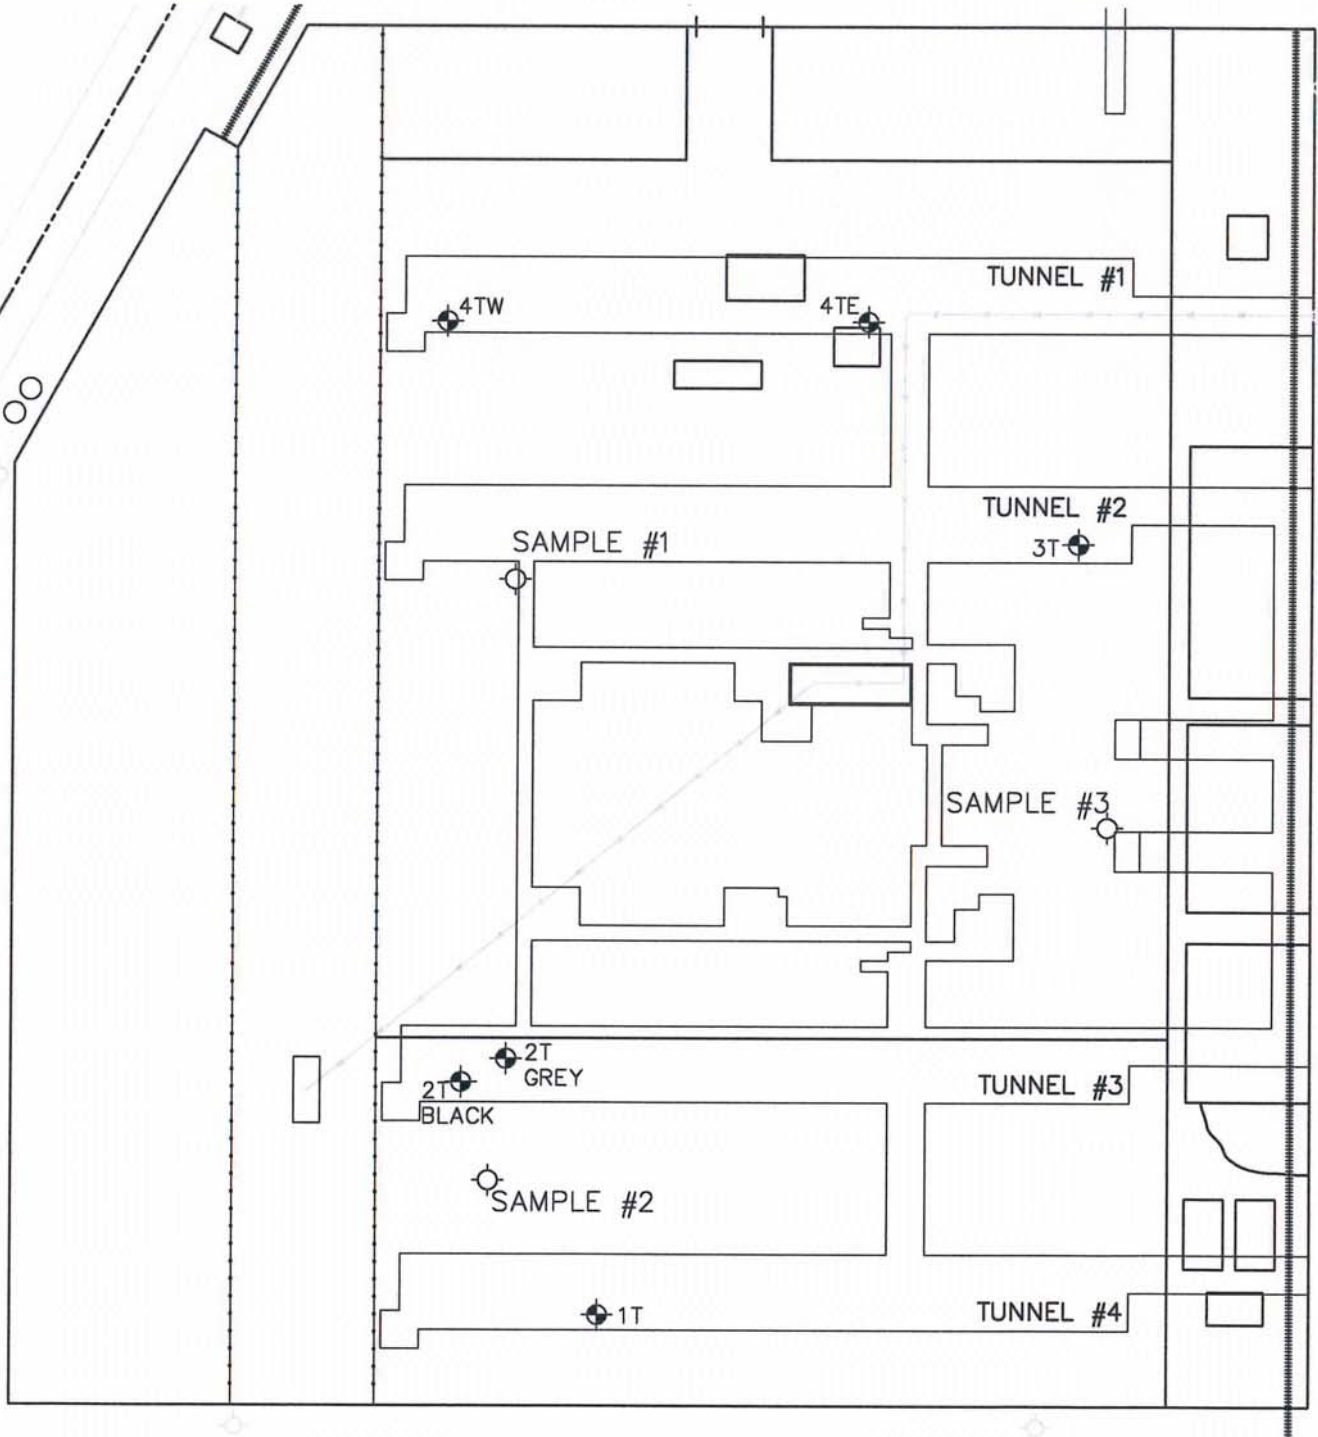 TUNNEL #1
4TW
4TE
TUNNEL #2
SAMPLE #1
3T
SAMPLE #3
2T
GREY
2T
BLACK
TUNNEL #3
SAMPLE #2
1T
TUNNEL #4